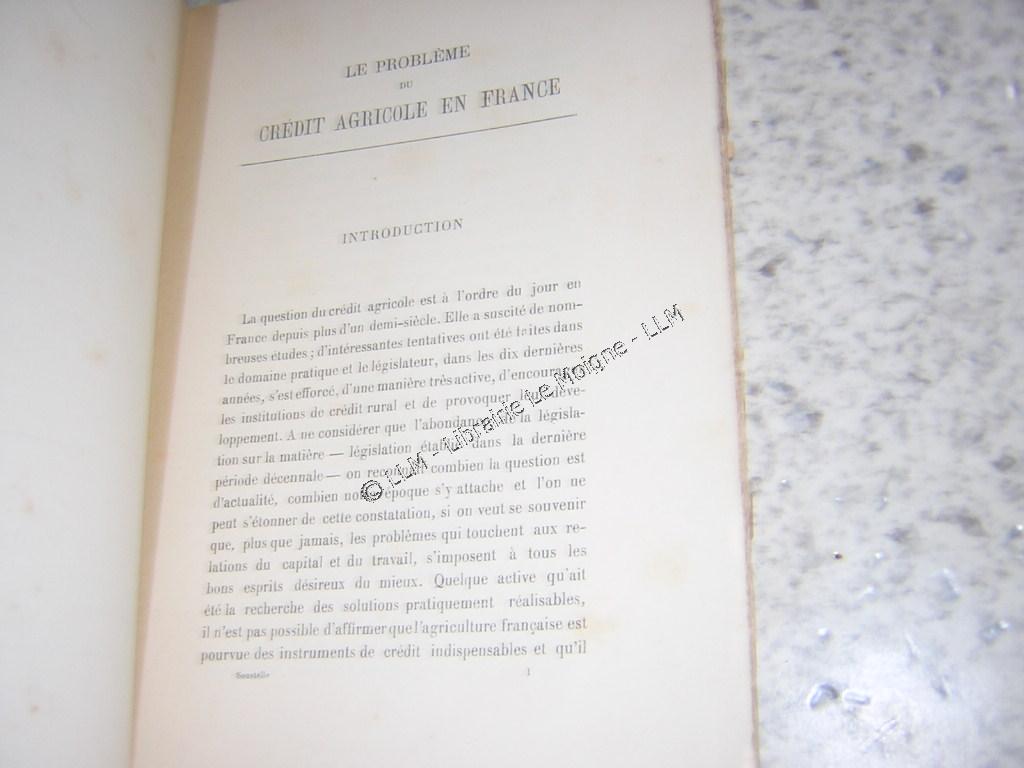 LE PROBLÈME
DU
CRÉDIT AGRICOLE EN FRANCE
INTRODUCTION
La question du crédit agricole est à l'ordre du jour en
France depuis plus d'un demi-siècle. Elle a suscité de nom-
breuses études ; d'intéressantes tentatives ont été faites dans
le domaine pratique et le législateur, dans les dix dernières
années, s'est efforcé, d'une manière très active, d'encourager
les institutions de crédit rural et de provoquer leur déve-
loppement. A ne considérer que l'abondance de la législa-
tion sur la matière — législation établie dans la dernière
période décennale — on reconnaît combien la question est
d'actualité, combien notre époque s'y attache et l'on ne
peut s'étonner de cette constatation, si on veut se souvenir
que, plus que jamais, les problèmes qui touchent aux re-
lations du capital et du travail, s'imposent à tous les
bons esprits désireux du mieux. Quelque active qu'ait
été la recherche des solutions pratiquement réalisables,
il n'est pas possible d'affirmer que l'agriculture française est
pourvue des instruments de crédit indispensables et qu'il
Soustelle 1
© LLM - Librairie Le Moigne - LLM